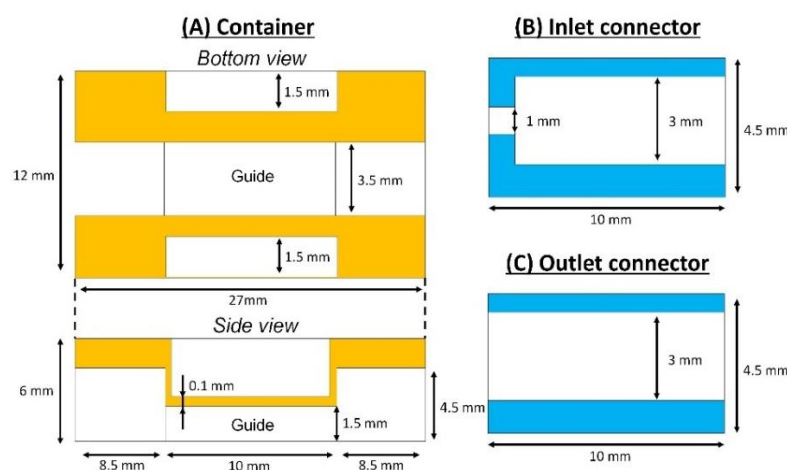 (A) Container
Bottom view
1.5 mm
12 mm
Guide
3.5 mm
1.5 mm
27mm
Side view
6 mm
0.1 mm
4.5 mm
Guide
1.5 mm
8.5 mm
10 mm
8.5 mm
(B) Inlet connector
1 mm
3 mm
4.5 mm
10 mm
(C) Outlet connector
3 mm
4.5 mm
10 mm